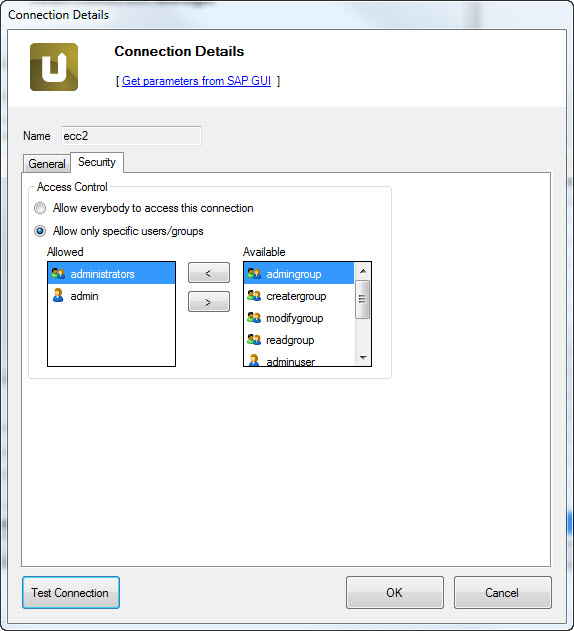 Connection Details
Connection Details
[ Get parameters from SAP GUI ]
Name ecc2
General Security
Access Control
Allow everybody to access this connection
Allow only specific users/groups
Allowed Available
administrators < admingroup
admin creatergroup
> modifygroup
readgroup
adminuser
Test Connection OK Cancel